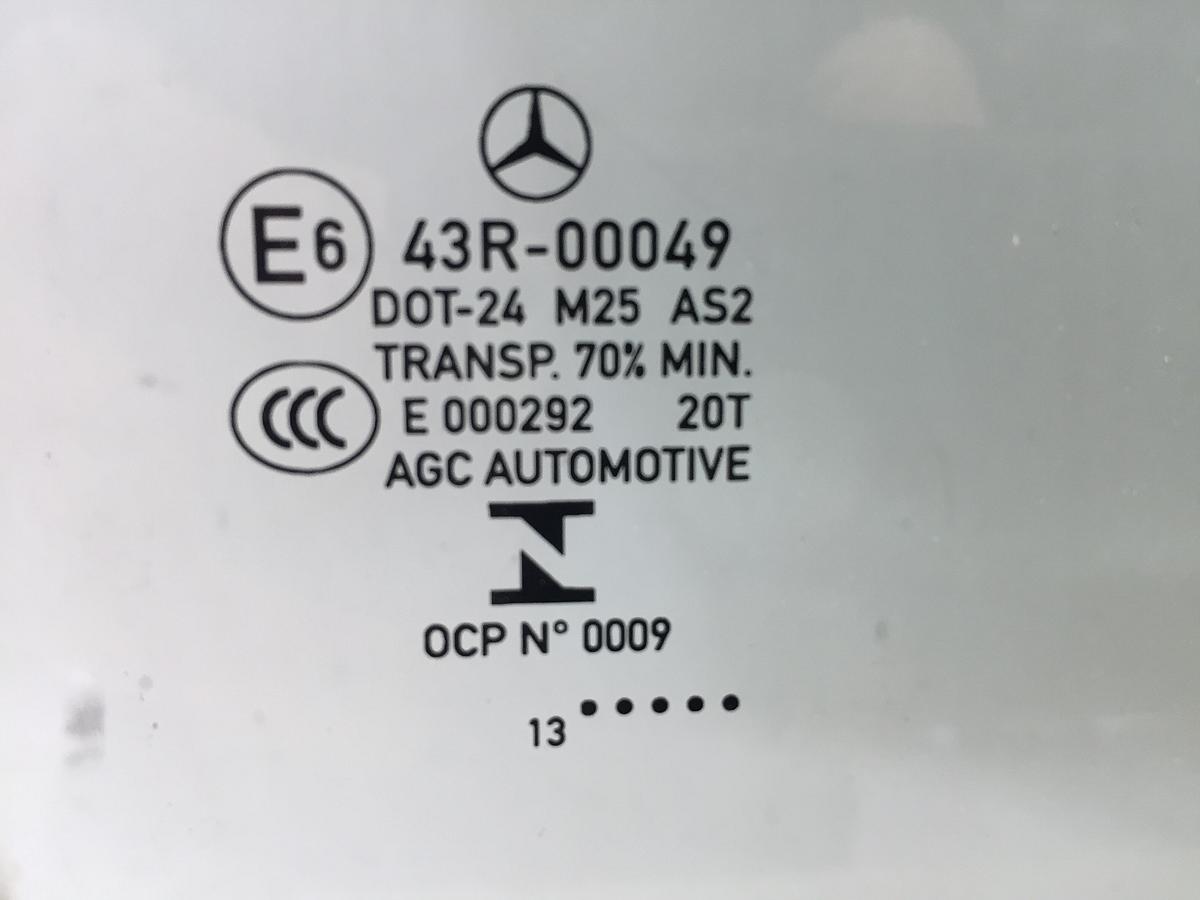 E6 43R-00049
DOT-24 M25 AS2
TRANSP. 70% MIN.
CCC E 000292 20T
AGC AUTOMOTIVE
OCP N° 0009
13 •••••